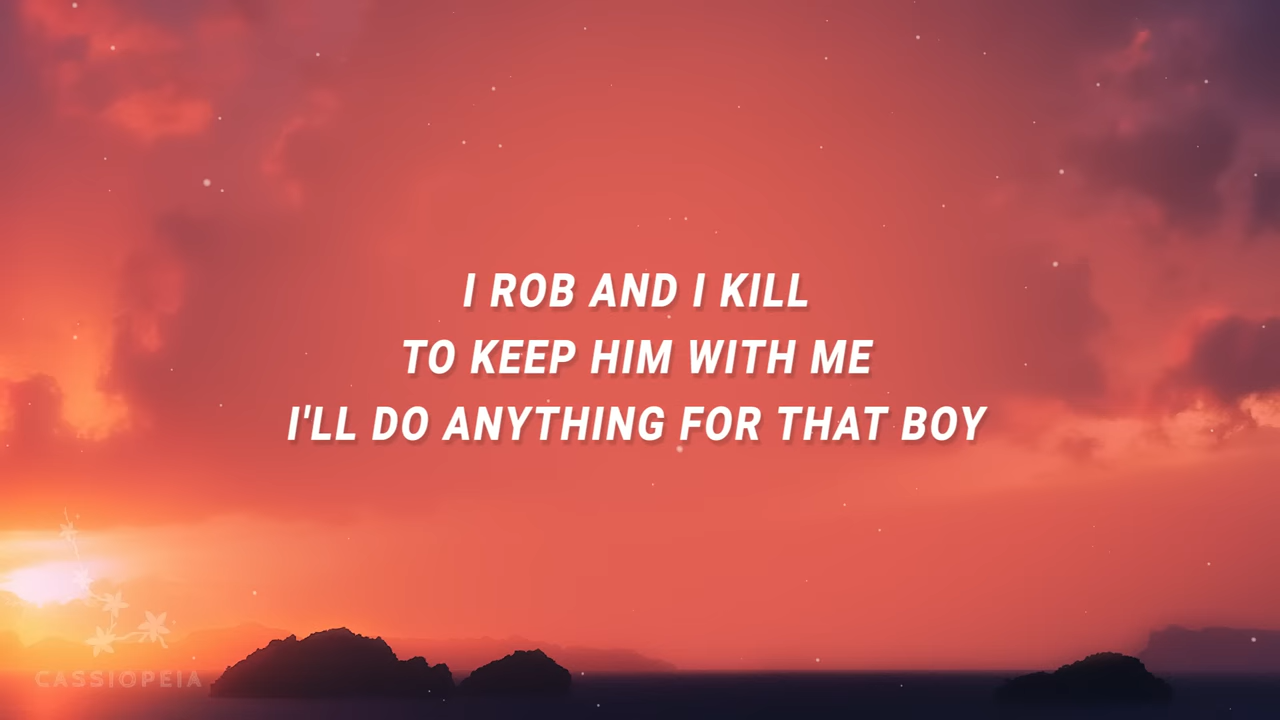 I ROB AND I KILL
TO KEEP HIM WITH ME
I'LL DO ANYTHING FOR THAT BOY
CASSIOPEIA